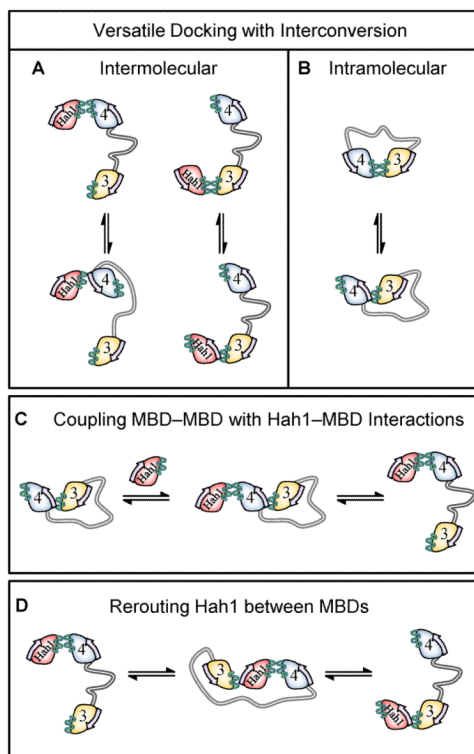 Versatile Docking with Interconversion
A Intermolecular
B Intramolecular
Hah1 4 4
3 Hah1 3
4 3
Hah1 4 4
4 3
3 Hah1 3
C Coupling MBD–MBD with Hah1–MBD Interactions
Hah1 Hah1 4
4 3 Hah1 4 3
3
D Rerouting Hah1 between MBDs
Hah1 4 4
3 Hah1 4
3 Hah1 3